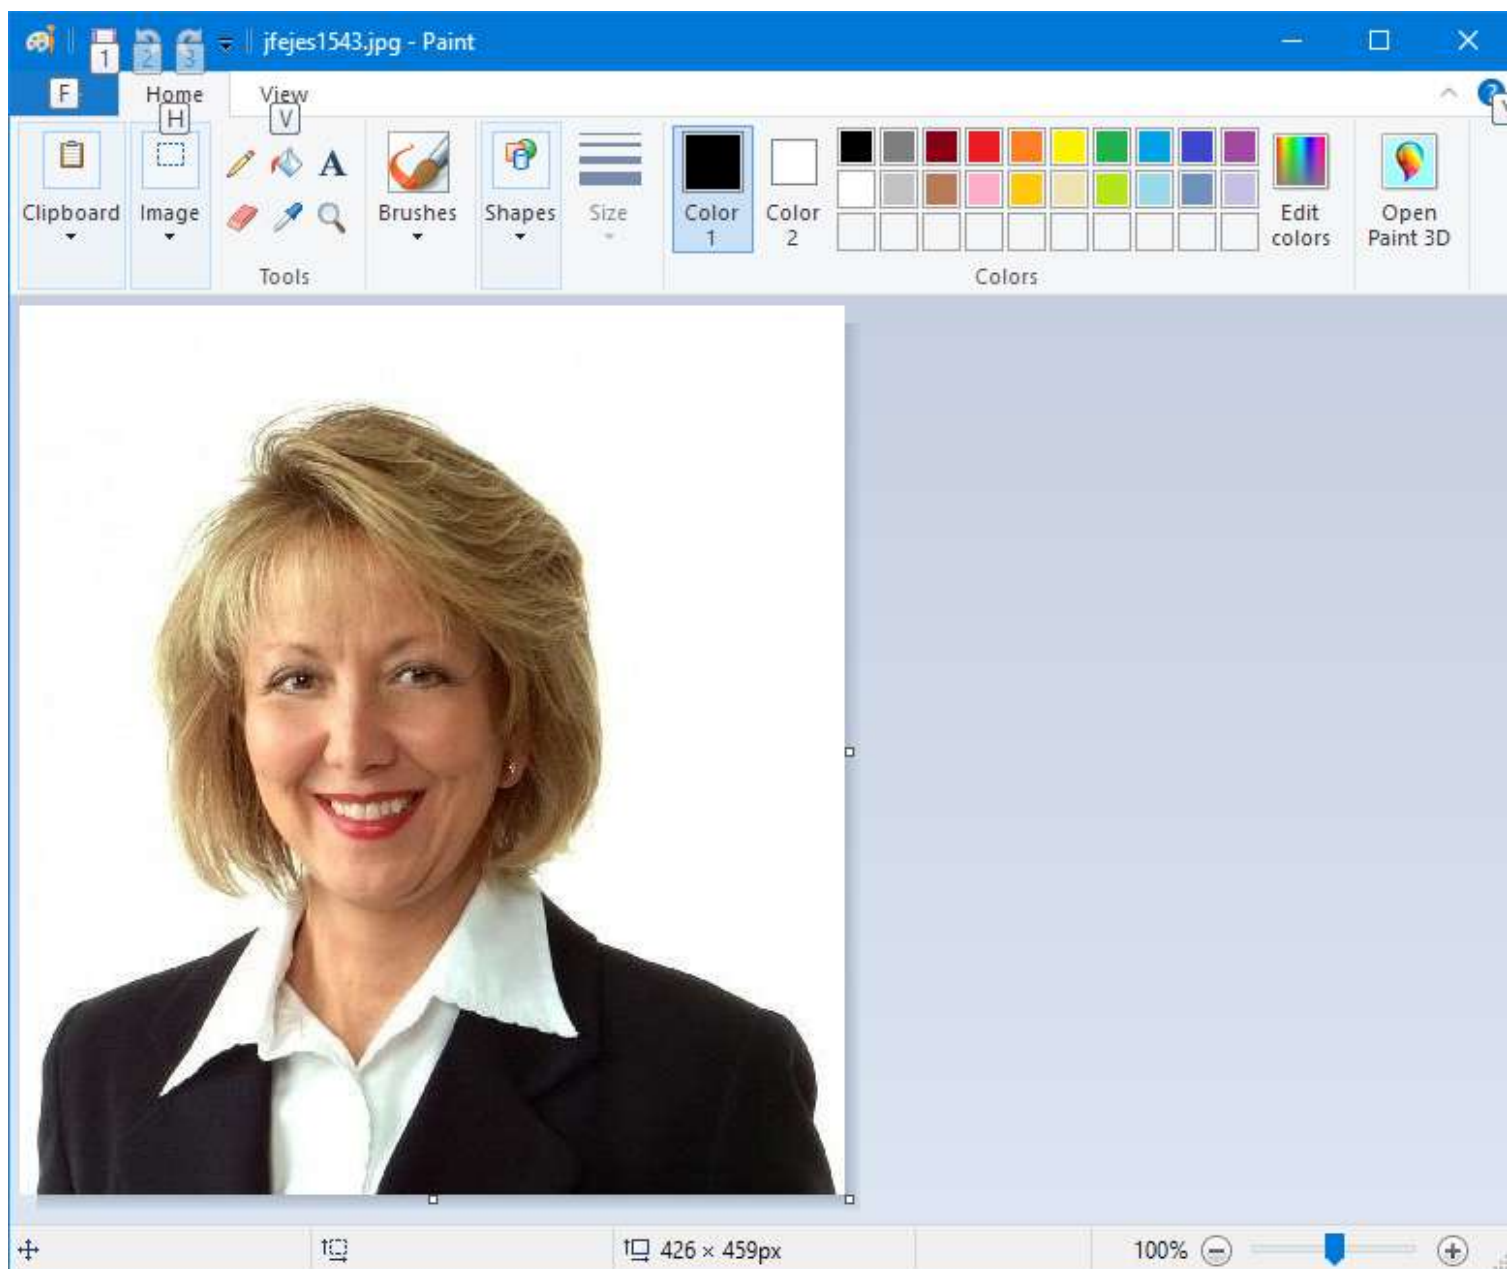 jfejes1543.jpg - Paint
1 2 3
F Home View
H V Y
Clipboard Image Brushes Shapes Size Color 1 Color 2 Edit colors Open Paint 3D
Tools Colors
426 × 459px 100%